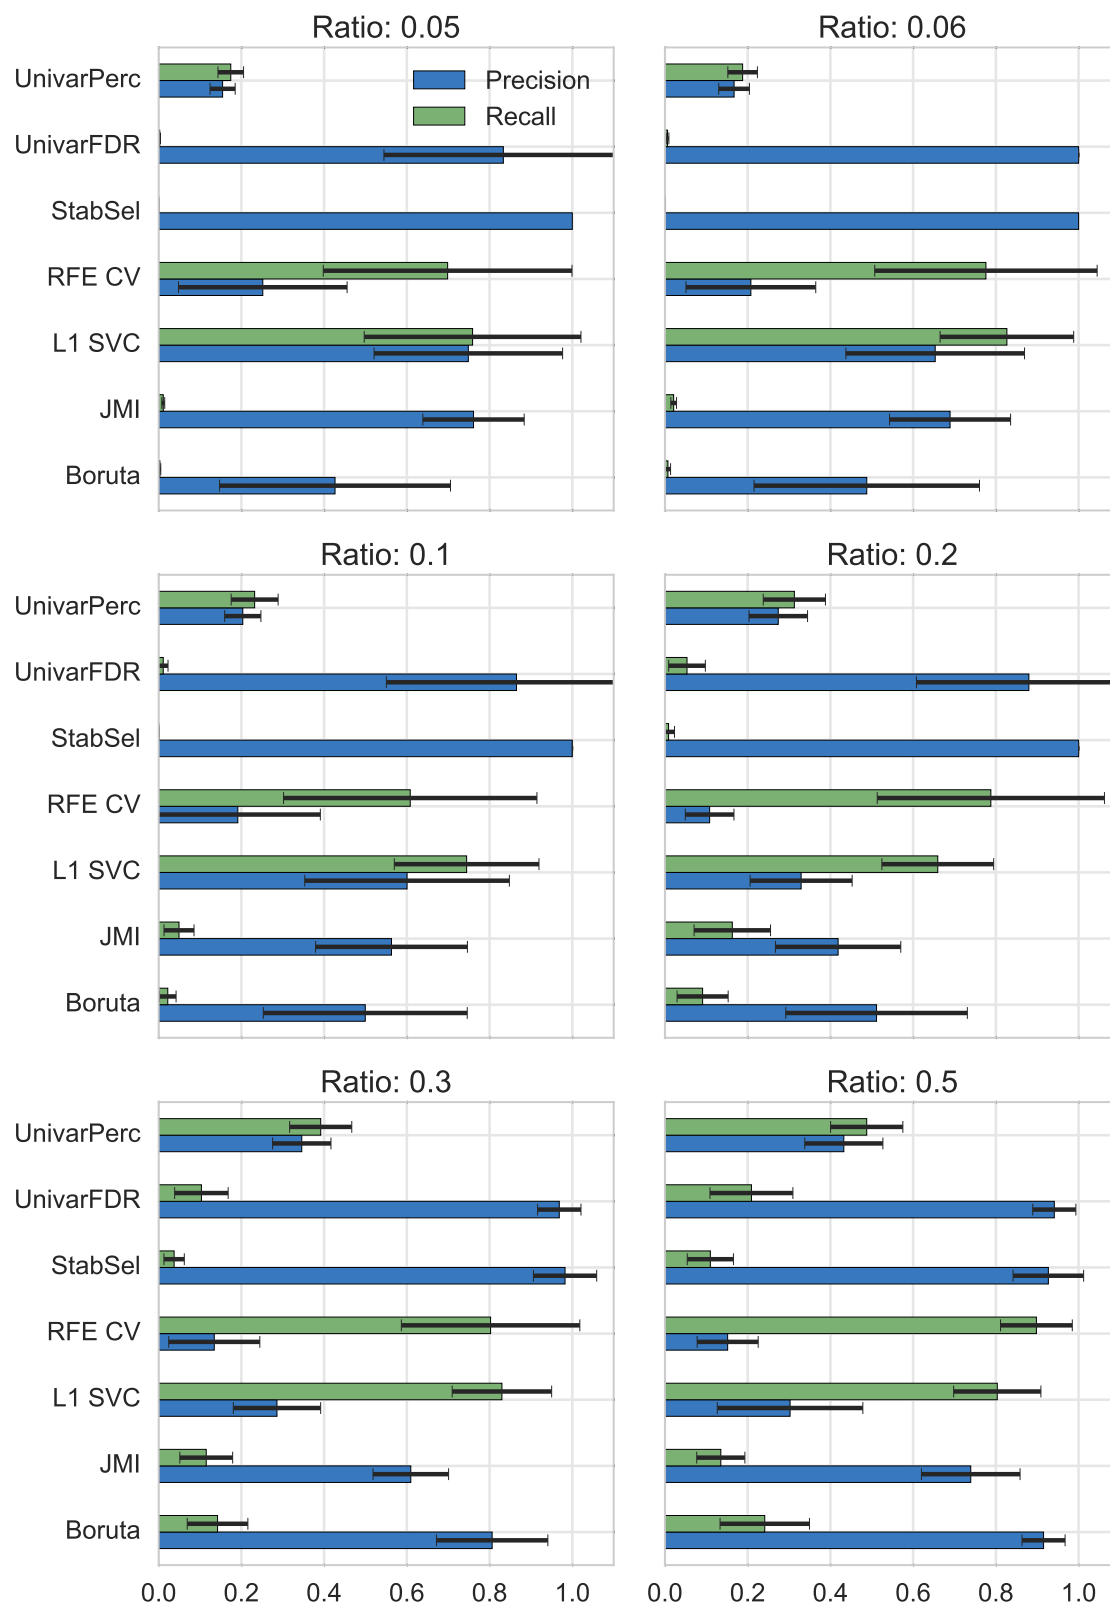 Ratio: 0.05
Ratio: 0.06
UnivarPerc
Precision
Recall
UnivarFDR
StabSel
RFE CV
L1 SVC
JMI
Boruta
Ratio: 0.1
Ratio: 0.2
UnivarPerc
UnivarFDR
StabSel
RFE CV
L1 SVC
JMI
Boruta
Ratio: 0.3
Ratio: 0.5
UnivarPerc
UnivarFDR
StabSel
RFE CV
L1 SVC
JMI
Boruta
0.0 0.2 0.4 0.6 0.8 1.0
0.0 0.2 0.4 0.6 0.8 1.0